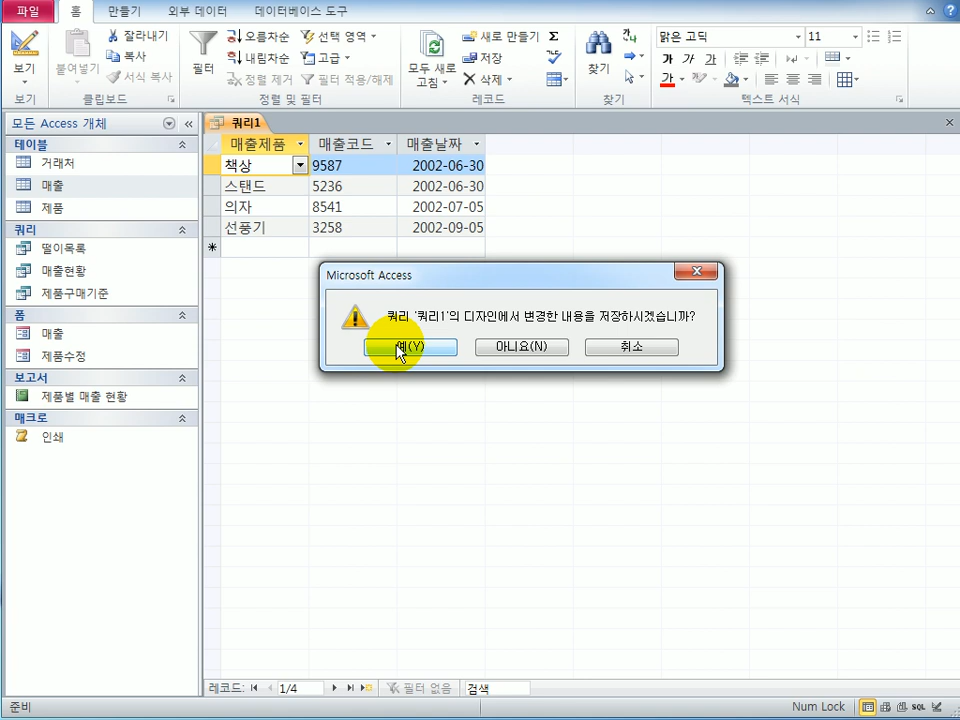 파일 홈 만들기 외부 데이터 데이터베이스 도구
보기
보기
붙여넣기
잘라내기
복사
서식 복사
클립보드
필터
오름차순
내림차순
정렬 제거
선택 영역
고급
필터 적용/해제
정렬 및 필터
모두 새로
고침
새로 만들기
저장
삭제
레코드
찾기
찾기
맑은 고딕 11
가 가 가
가
텍스트 서식
모든 Access 개체
테이블
거래처
매출
제품
쿼리
떨이목록
매출현황
제품구매기준
폼
매출
제품수정
보고서
제품별 매출 현황
매크로
인쇄
쿼리1
매출제품 매출코드 매출날짜
책상 9587 2002-06-30
스탠드 5236 2002-06-30
의자 8541 2002-07-05
선풍기 3258 2002-09-05
Microsoft Access
쿼리 '쿼리1'의 디자인에서 변경한 내용을 저장하시겠습니까?
예(Y) 아니요(N) 취소
레코드: 1/4 필터 없음 검색
준비 Num Lock SQL